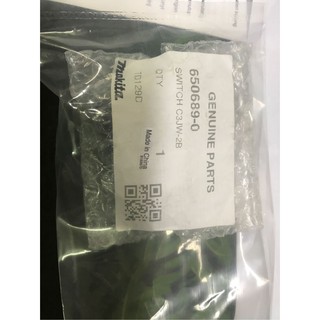 GENUINE PARTS
650689-0
SWITCH C3JW-2B
QTY 1
Made in China
makita